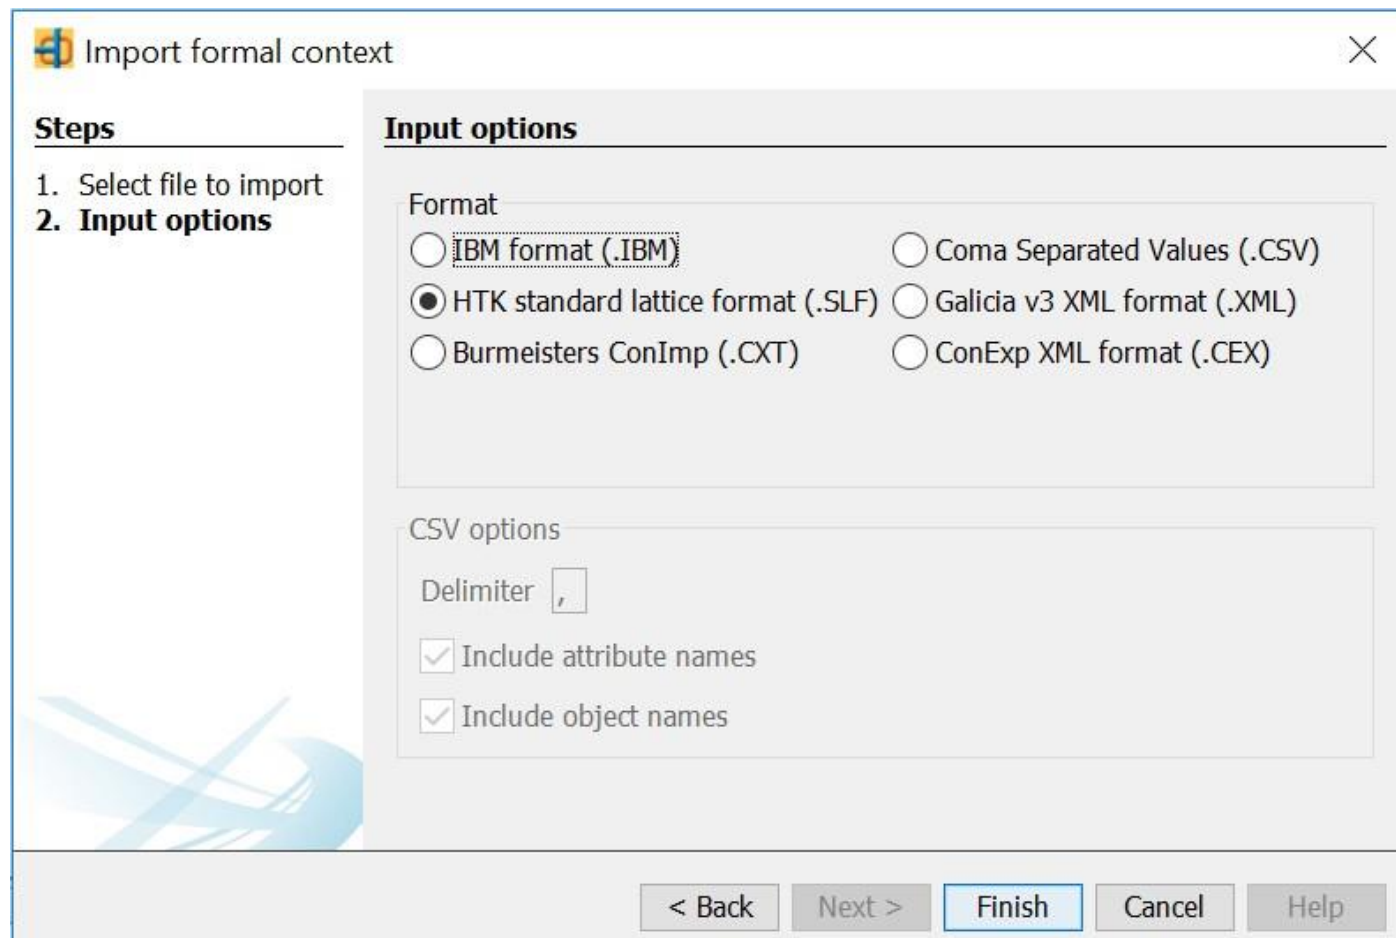 Import formal context
Steps
1. Select file to import
2. Input options
Input options
Format
IBM format (.IBM)
Coma Separated Values (.CSV)
HTK standard lattice format (.SLF)
Galicia v3 XML format (.XML)
Burmeisters ConImp (.CXT)
ConExp XML format (.CEX)
CSV options
Delimiter ,
Include attribute names
Include object names
< Back Next > Finish Cancel Help